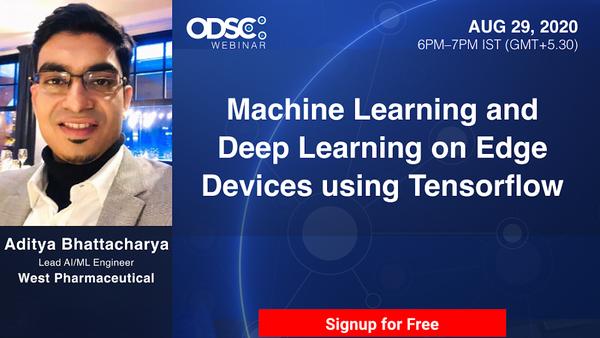 ODSC
WEBINAR
AUG 29, 2020
6PM–7PM IST (GMT+5.30)
Machine Learning and
Deep Learning on Edge
Devices using Tensorflow
Aditya Bhattacharya
Lead AI/ML Engineer
West Pharmaceutical
Signup for Free